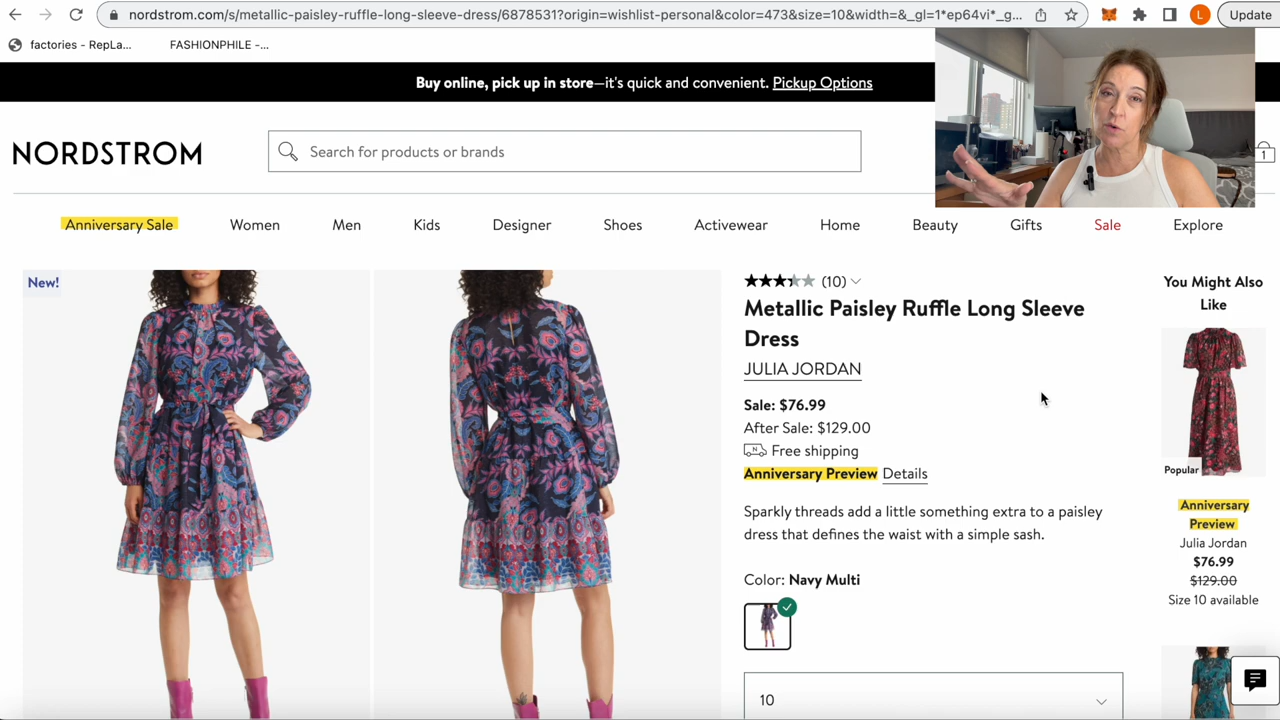 nordstrom.com/s/metallic-paisley-ruffle-long-sleeve-dress/6878531?origin=wishlist-personal&color=473&size=10&width=&_gl=1*ep64vi*_g...
L
Update
factories - RepLa...
FASHIONPHILE -...
Buy online, pick up in store—it's quick and convenient. Pickup Options
NORDSTROM
Search for products or brands
1
Anniversary Sale
Women
Men
Kids
Designer
Shoes
Activewear
Home
Beauty
Gifts
Sale
Explore
New!
(10)
Metallic Paisley Ruffle Long Sleeve
Dress
JULIA JORDAN
Sale: $76.99
After Sale: $129.00
N
Free shipping
Anniversary Preview Details
Sparkly threads add a little something extra to a paisley
dress that defines the waist with a simple sash.
Color: Navy Multi
10
You Might Also
Like
Popular
Anniversary
Preview
Julia Jordan
$76.99
$129.00
Size 10 available